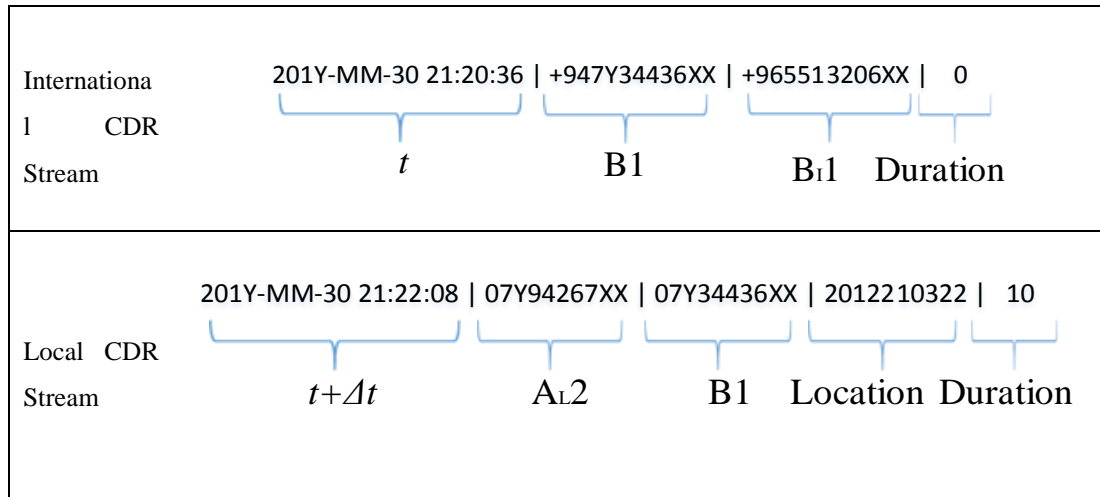 Internationa
l CDR
Stream
201Y-MM-30 21:20:36 | +947Y34436XX | +965513206XX | 0
t B1 BI1 Duration
Local CDR
Stream
201Y-MM-30 21:22:08 | 07Y94267XX | 07Y34436XX | 2012210322 | 10
t+Δt AL2 B1 Location Duration